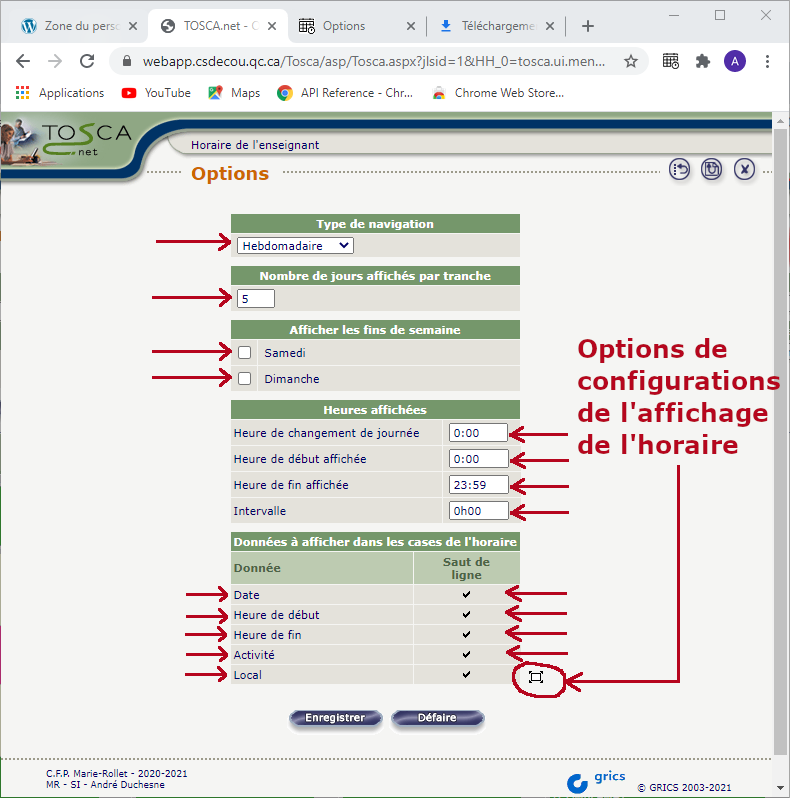 Zone du perso
TOSCA.net - C
Options
Téléchargeme
webapp.csdecou.qc.ca/Tosca/asp/Tosca.aspx?jlsid=1&HH_0=tosca.ui.men...
A
Applications
YouTube
Maps
API Reference - Chr...
Chrome Web Store...
TOSCA
.net
Horaire de l'enseignant
Options
Type de navigation
Hebdomadaire
Nombre de jours affichés par tranche
5
Afficher les fins de semaine
Samedi
Dimanche
Options de
configurations
de l'affichage
de l'horaire
Heures affichées
Heure de changement de journée 0:00
Heure de début affichée 0:00
Heure de fin affichée 23:59
Intervalle 0h00
Données à afficher dans les cases de l'horaire
Donnée Saut de
ligne
Date
Heure de début
Heure de fin
Activité
Local
Enregistrer Défaire
C.F.P. Marie-Rollet - 2020-2021
MR - SI - André Duchesne
grics
© GRICS 2003-2021